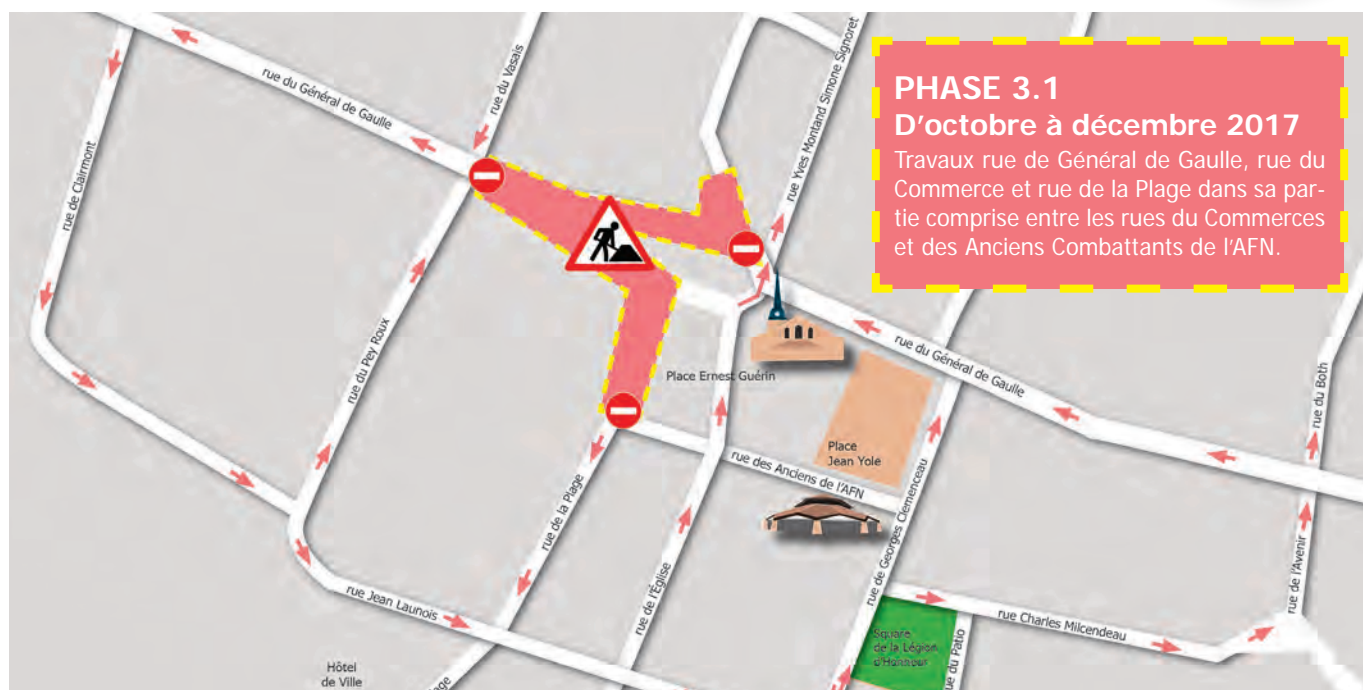 PHASE 3.1
D'octobre à décembre 2017
Travaux rue de Général de Gaulle, rue du
Commerce et rue de la Plage dans sa par-
tie comprise entre les rues du Commerces
et des Anciens Combattants de l'AFN.
rue du Général de Gaulle
rue du Vasais
rue Yves Montand Simone Signoret
rue de Clairmont
rue du Pey Roux
Place Ernest Guérin
rue du Général de Gaulle
rue du Both
Place
Jean Yole
rue des Anciens de l'AFN
rue de la Plage
rue de l'Église
rue de Georges Clemenceau
rue de l'Avenir
rue Jean Launois
rue Charles Milcendeau
Square
de la Légion
d'Honneur
rue du Patio
Hôtel
de Ville